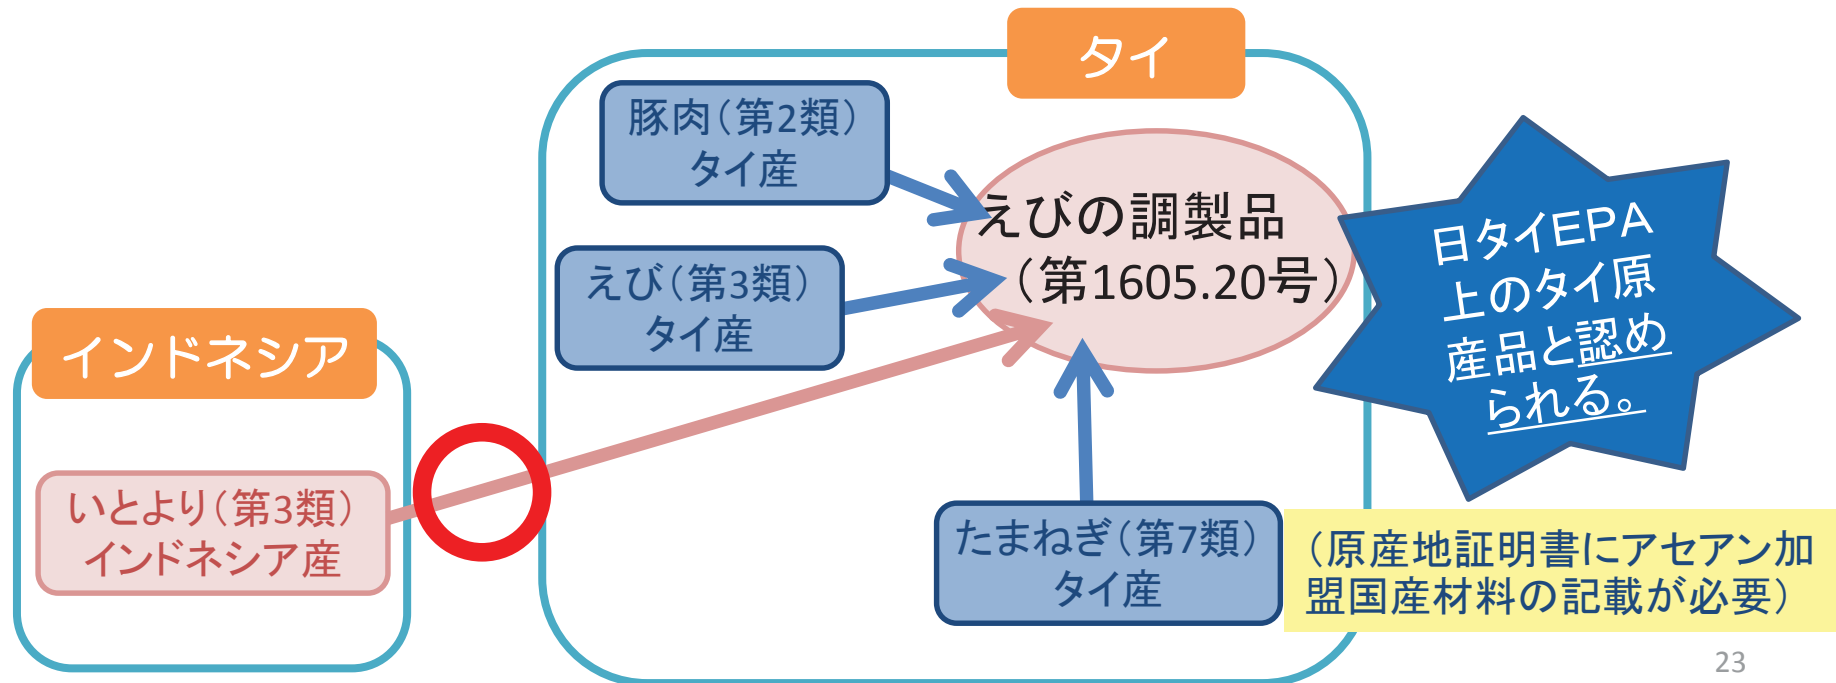 タイ
豚肉（第2類）
タイ産
えびの調製品
（第1605.20号）
えび（第3類）
タイ産
日タイEPA
上のタイ原
産品と認め
られる。
インドネシア
いとより（第3類）
インドネシア産
たまねぎ（第7類）
タイ産
（原産地証明書にアセアン加
盟国産材料の記載が必要）
23